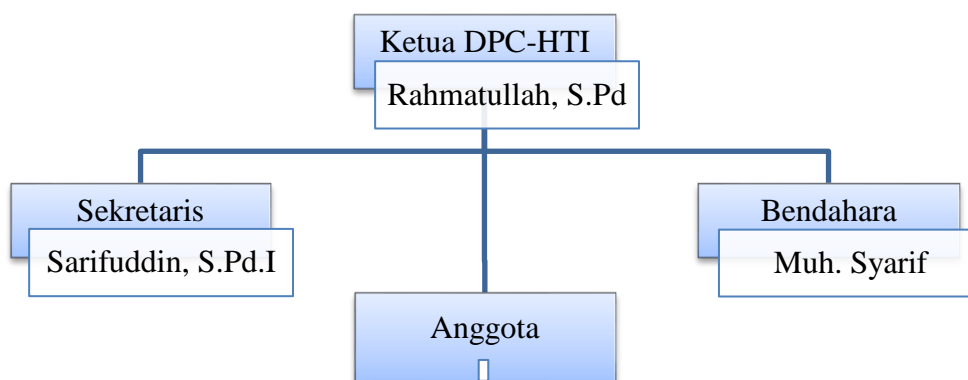 Ketua DPC-HTI
Rahmatullah, S.Pd
Sekretaris
Sarifuddin, S.Pd.I
Bendahara
Muh. Syarif
Anggota